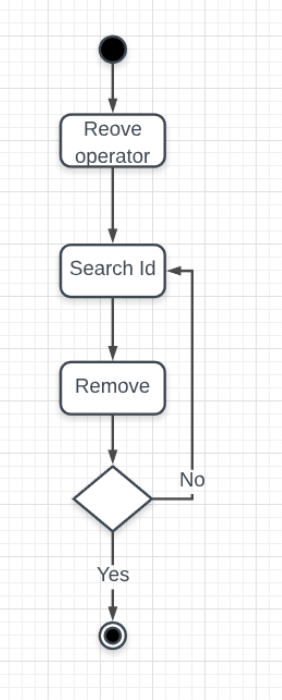 Reove
operator
Search Id
Remove
No
Yes